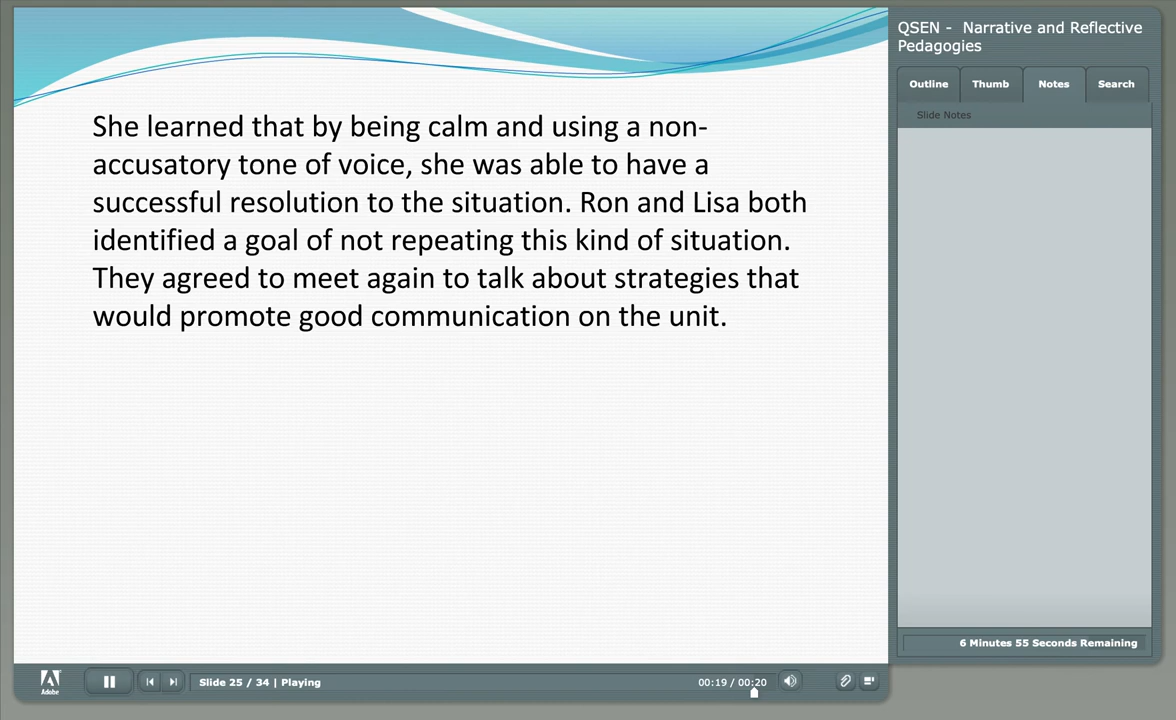 She learned that by being calm and using a non-
accusatory tone of voice, she was able to have a
successful resolution to the situation. Ron and Lisa both
identified a goal of not repeating this kind of situation.
They agreed to meet again to talk about strategies that
would promote good communication on the unit.
QSEN -  Narrative and Reflective
Pedagogies
Outline Thumb Notes Search
Slide Notes
6 Minutes 55 Seconds Remaining
Adobe
Slide 25 / 34 | Playing
00:19 / 00:20